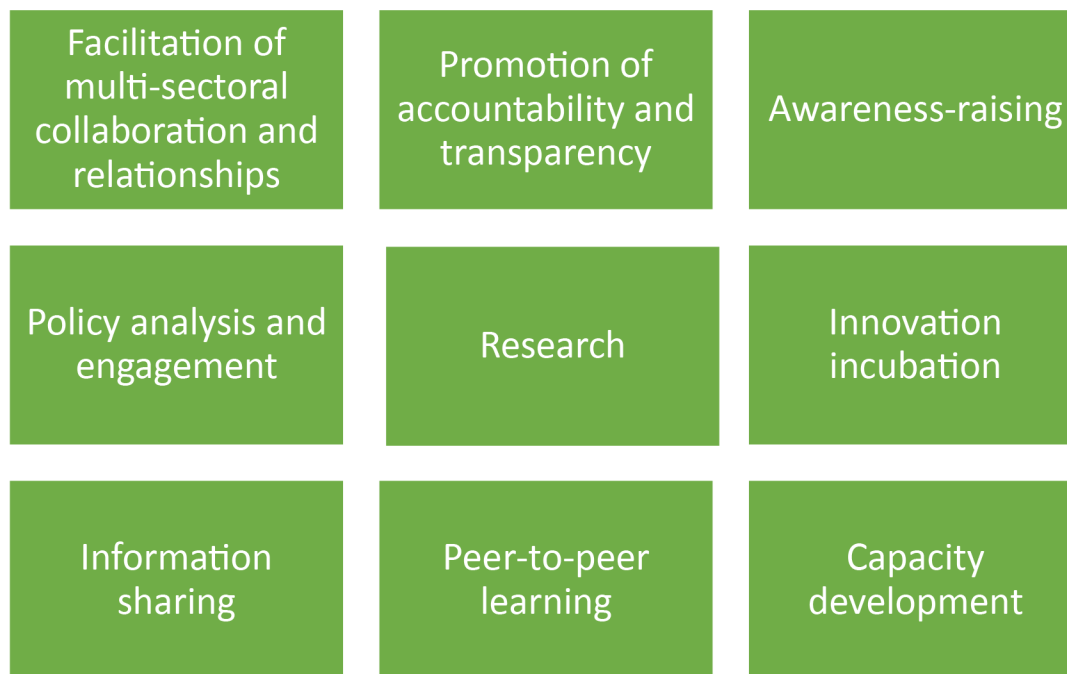 Facilitation of
multi-sectoral
collaboration and
relationships
Promotion of
accountability and
transparency
Awareness-raising
Policy analysis and
engagement
Research
Innovation
incubation
Information
sharing
Peer-to-peer
learning
Capacity
development